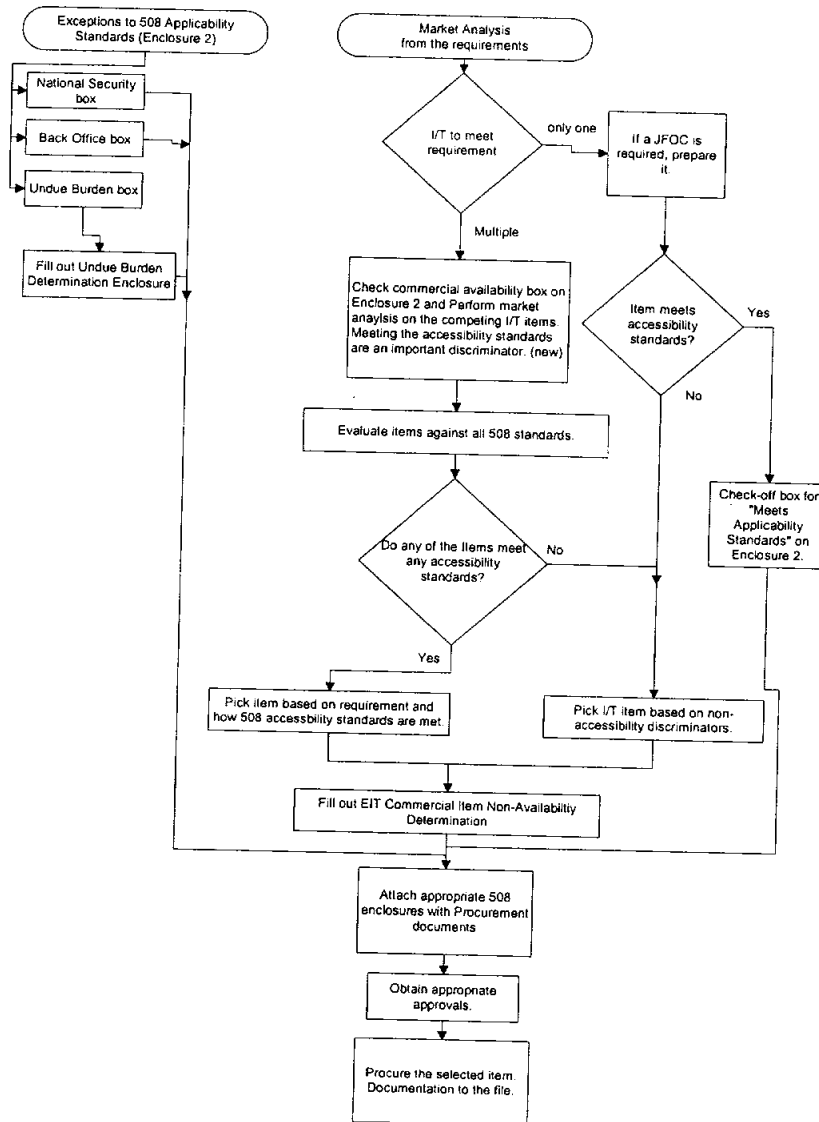 Exceptions to 508 Applicability
Standards (Enclosure 2)
National Security
box
Back Office box
Undue Burden box
Fill out Undue Burden
Determination Enclosure
Market Analysis
from the requirements
I/T to meet
requirement
only one
If a JFOC is
required, prepare
it.
Multiple
Check commercial availability box on
Enclosure 2 and Perform market
anaylsis on the competing I/T items.
Meeting the accessibility standards
are an important discriminator. (new)
Item meets
accessibility
standards?
Yes
No
Evaluate items against all 508 standards.
Check-off box for
"Meets
Applicability
Standards" on
Enclosure 2.
Do any of the Items meet
any accessibility
standards?
No
Yes
Pick item based on requirement and
how 508 accessbility standards are met.
Pick I/T item based on non-
accessibility discriminators.
Fill out EIT Commercial Item Non-Availability
Determination
Attach appropriate 508
enclosures with Procurement
documents
Obtain appropriate
approvals.
Procure the selected item.
Documentation to the file.